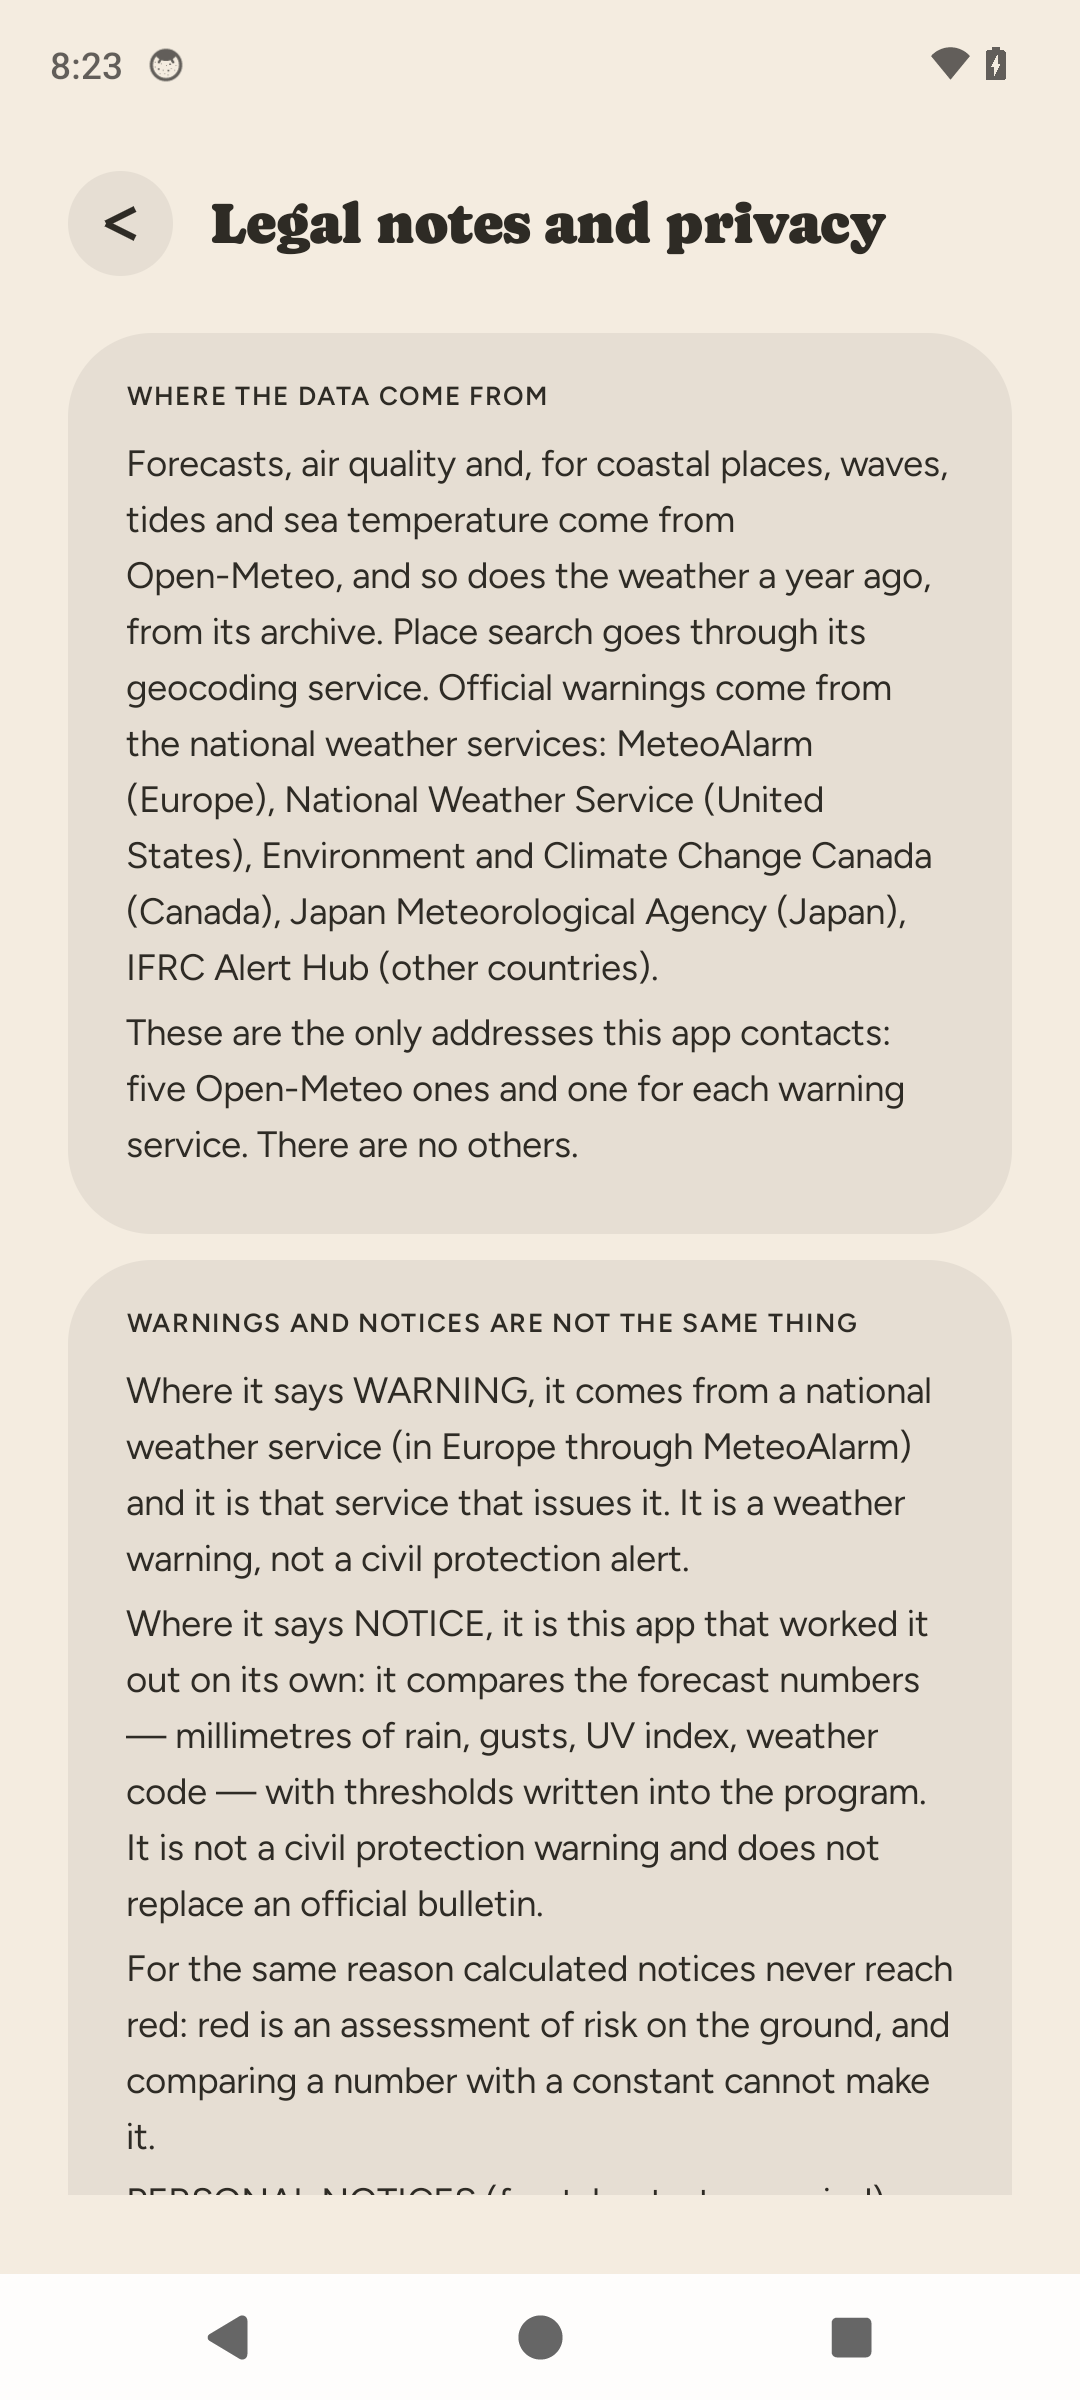 8:23
<
Legal notes and privacy
WHERE THE DATA COME FROM
Forecasts, air quality and, for coastal places, waves,
tides and sea temperature come from
Open-Meteo, and so does the weather a year ago,
from its archive. Place search goes through its
geocoding service. Official warnings come from
the national weather services: MeteoAlarm
(Europe), National Weather Service (United
States), Environment and Climate Change Canada
(Canada), Japan Meteorological Agency (Japan),
IFRC Alert Hub (other countries).
These are the only addresses this app contacts:
five Open-Meteo ones and one for each warning
service. There are no others.
WARNINGS AND NOTICES ARE NOT THE SAME THING
Where it says WARNING, it comes from a national
weather service (in Europe through MeteoAlarm)
and it is that service that issues it. It is a weather
warning, not a civil protection alert.
Where it says NOTICE, it is this app that worked it
out on its own: it compares the forecast numbers
— millimetres of rain, gusts, UV index, weather
code — with thresholds written into the program.
It is not a civil protection warning and does not
replace an official bulletin.
For the same reason calculated notices never reach
red: red is an assessment of risk on the ground, and
comparing a number with a constant cannot make
it.
PERSONAL NOTICES